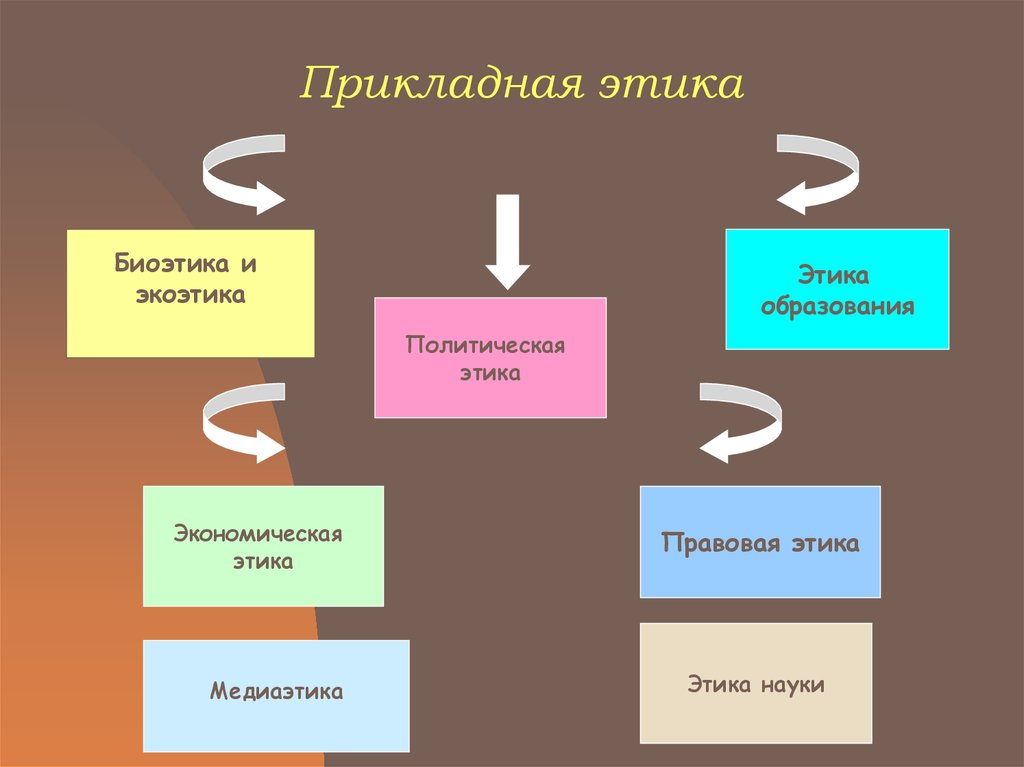 Прикладная этика
Биоэтика и
экоэтика
Этика
образования
Политическая
этика
Экономическая
этика
Правовая этика
Медиаэтика
Этика науки